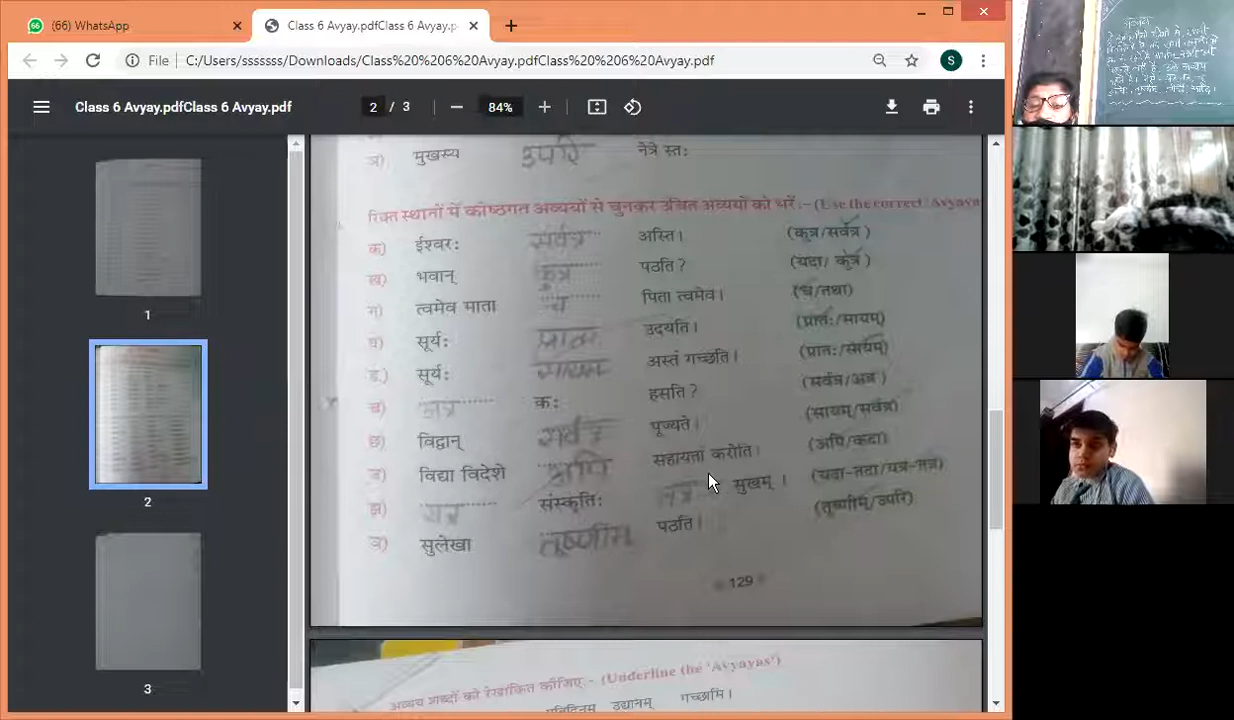 (66) WhatsApp
Class 6 Avyay.pdfClass 6 Avyay.p
File C:/Users/sssssss/Downloads/Class%20%206%20Avyay.pdfClass%20%206%20Avyay.pdf
S
Class 6 Avyay.pdfClass 6 Avyay.pdf 2 / 3 84%
ञ) मुखस्य उपरि नेत्रे स्तः
रिक्त स्थानों में कोष्ठगत अव्ययों से चुनकर उचित अव्ययों को भरें:- (Use the correct 'Avyaya
क) ईश्वरः सर्वत्र अस्ति। (कुत्र/सर्वत्र)
ख) भवान् कुत्र पठति? (यदा/ कुत्र)
ग) त्वमेव माता च पिता त्वमेव। (च/तथा)
घ) सूर्यः प्रातः उदयति। (प्रातः/सायम्)
ङ) सूर्यः सायम अस्तं गच्छति। (प्रातः/सायम्)
च) अत्र कः हसति? (सर्वत्र/अत्र)
छ) विद्वान् सर्वत्र पूज्यते। (सायम्/सर्वत्र)
ज) विद्या विदेशे अपि सहायतां करोति। (अपि/कदा)
झ) यत्र संस्कृतिः तत्र सुखम्। (यदा-तदा/यत्र-तत्र)
ञ) सुलेखा तूष्णीम पठति। (तूष्णीम्/उपरि)
129
अव्यय शब्दों को रेखांकित कीजिए:- (Underline the 'Avyayas')
प्रतिदिनम् उद्यानम् गच्छामि।
1
2
3